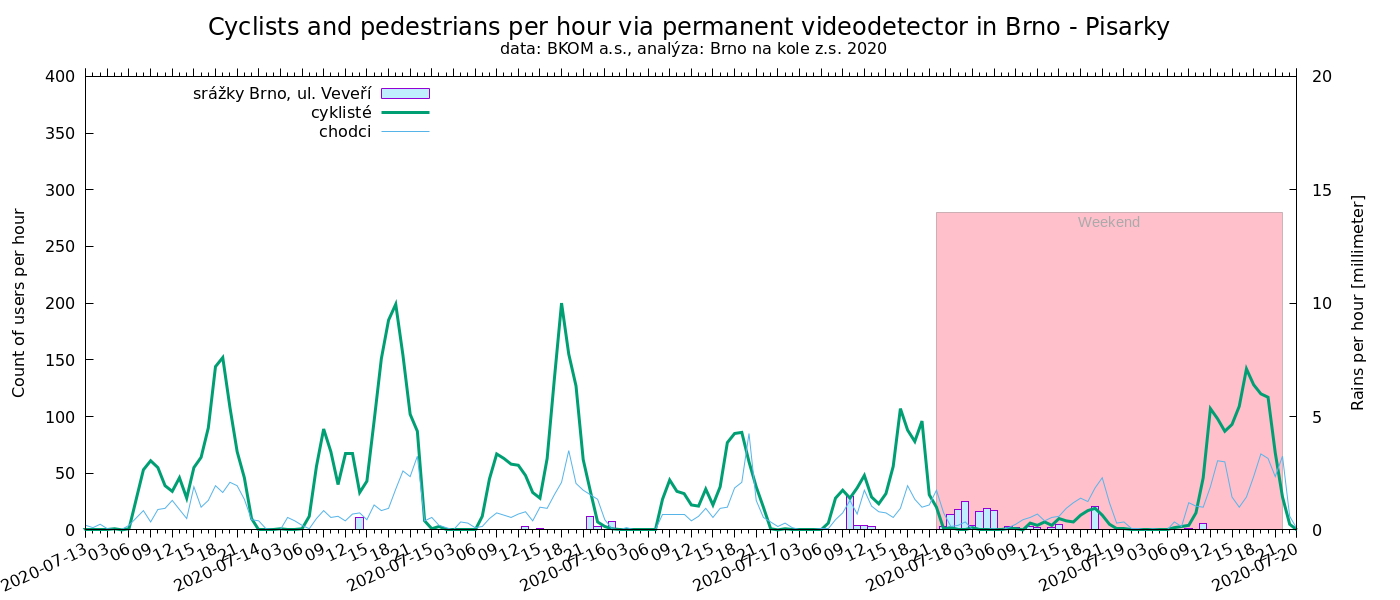 Cyclists and pedestrians per hour via permanent videodetector in Brno - Pisarky
data: BKOM a.s., analýza: Brno na kole z.s. 2020
srážky Brno, ul. Veveří
cyklisté
chodci
Weekend
Count of users per hour
400
350
300
250
200
150
100
50
0
Rains per hour [millimeter]
20
15
10
5
0
2020-07-13 03 06 09 12 15 18 21 2020-07-14 03 06 09 12 15 18 21 2020-07-15 03 06 09 12 15 18 21 2020-07-16 03 06 09 12 15 18 21 2020-07-17 03 06 09 12 15 18 21 2020-07-18 03 06 09 12 15 18 21 2020-07-19 03 06 09 12 15 18 21 2020-07-20